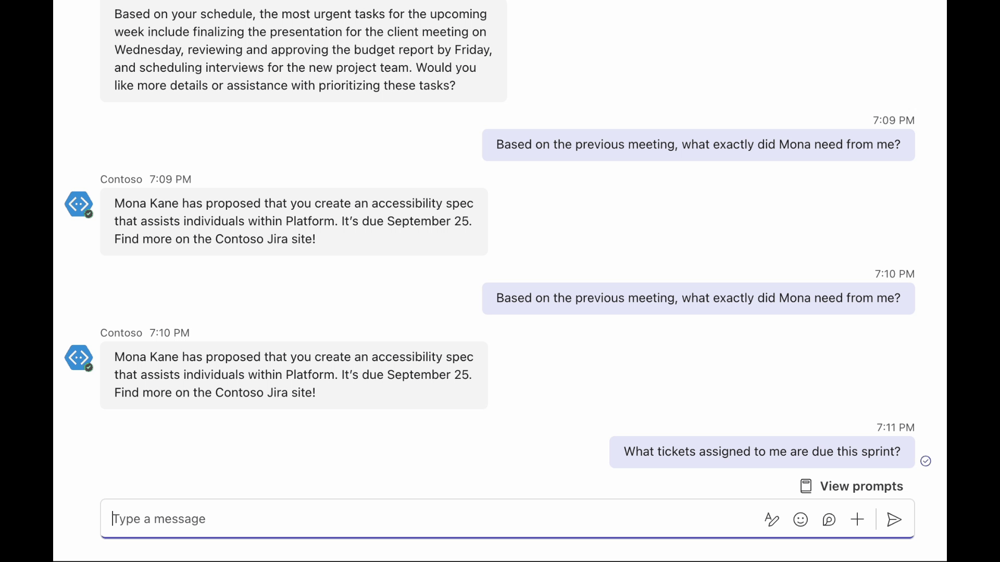 Based on your schedule, the most urgent tasks for the upcoming
week include finalizing the presentation for the client meeting on
Wednesday, reviewing and approving the budget report by Friday,
and scheduling interviews for the new project team. Would you
like more details or assistance with prioritizing these tasks?
7:09 PM
Based on the previous meeting, what exactly did Mona need from me?
Contoso 7:09 PM
Mona Kane has proposed that you create an accessibility spec
that assists individuals within Platform. It’s due September 25.
Find more on the Contoso Jira site!
7:10 PM
Based on the previous meeting, what exactly did Mona need from me?
Contoso 7:10 PM
Mona Kane has proposed that you create an accessibility spec
that assists individuals within Platform. It’s due September 25.
Find more on the Contoso Jira site!
7:11 PM
What tickets assigned to me are due this sprint?
View prompts
Type a message